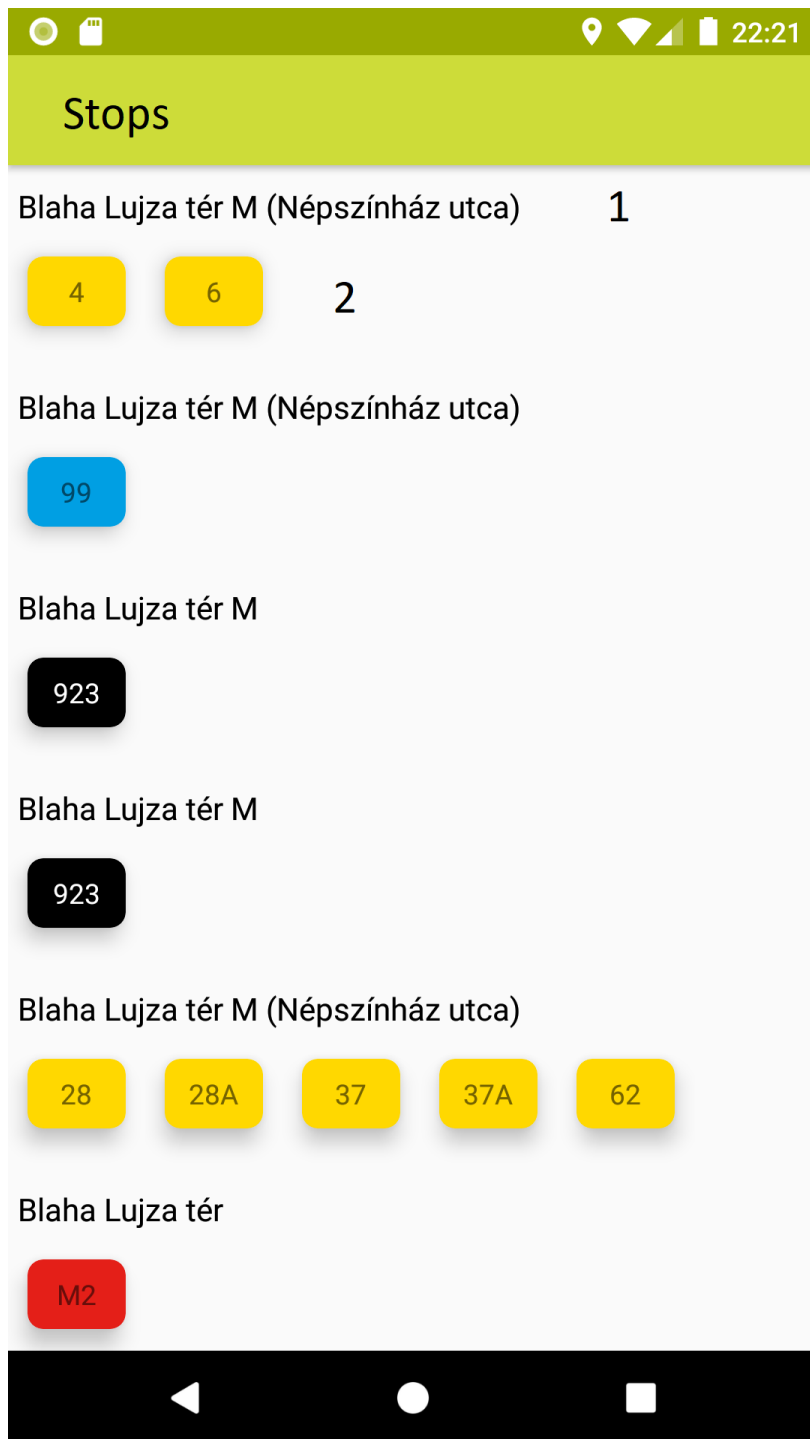 22:21
Stops
Blaha Lujza tér M (Népszínház utca) 1
4 6 2
Blaha Lujza tér M (Népszínház utca)
99
Blaha Lujza tér M
923
Blaha Lujza tér M
923
Blaha Lujza tér M (Népszínház utca)
28 28A 37 37A 62
Blaha Lujza tér
M2